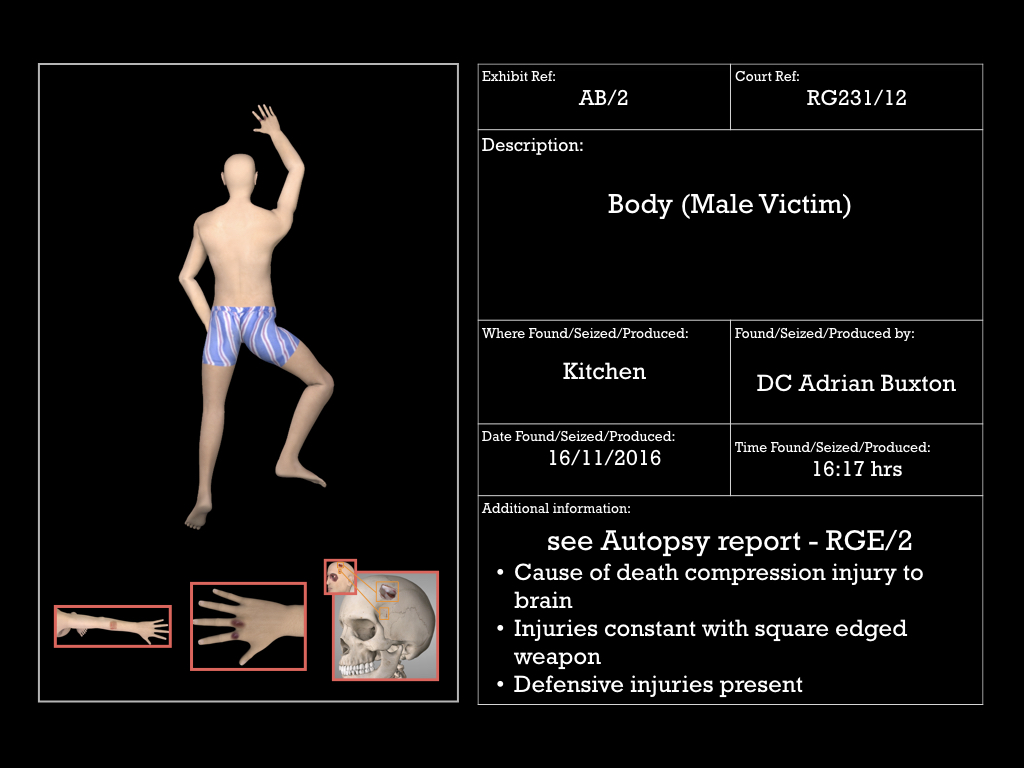 Exhibit Ref:
AB/2
Court Ref:
RG231/12
Description:
Body (Male Victim)
Where Found/Seized/Produced:
Kitchen
Found/Seized/Produced by:
DC Adrian Buxton
Date Found/Seized/Produced:
16/11/2016
Time Found/Seized/Produced:
16:17 hrs
Additional information:
see Autopsy report - RGE/2
• Cause of death compression injury to
brain
• Injuries constant with square edged
weapon
• Defensive injuries present